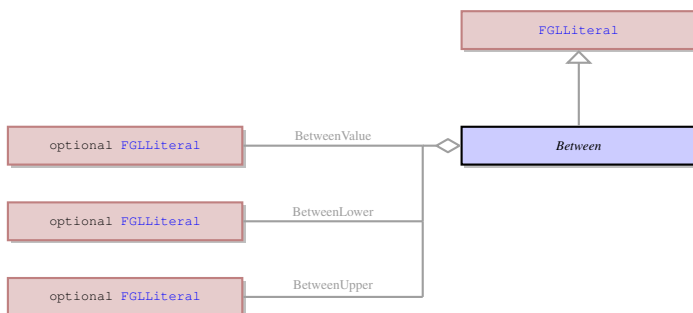 FGLLiteral
BetweenValue
optional FGLLiteral
Between
BetweenLower
optional FGLLiteral
BetweenUpper
optional FGLLiteral